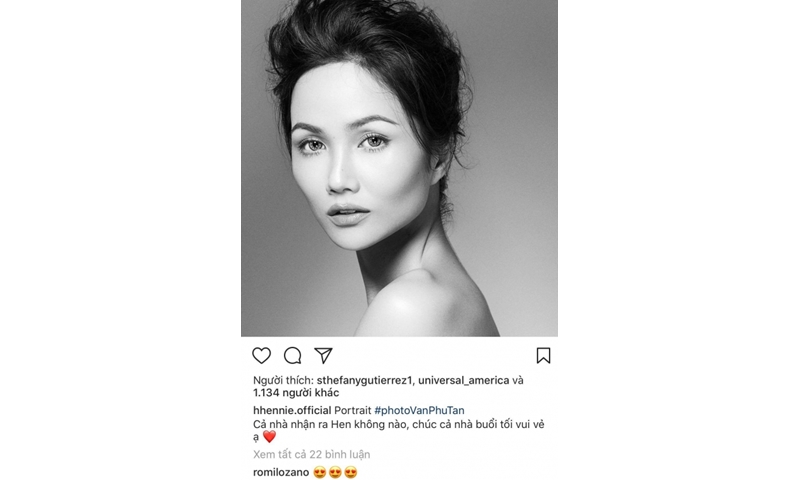 Người thích: sthefanygutierrez1, universal_america và
1.134 người khác
hhennie.official Portrait #photoVanPhuTan
Cả nhà nhận ra Hen không nào, chúc cả nhà buổi tối vui vẻ
ạ ❤️
Xem tất cả 22 bình luận
romilozano 😍😍😍